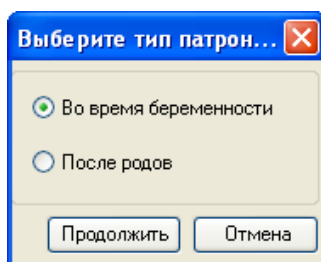 Выберите тип патрон...
Во время беременности
После родов
Продолжить Отмена